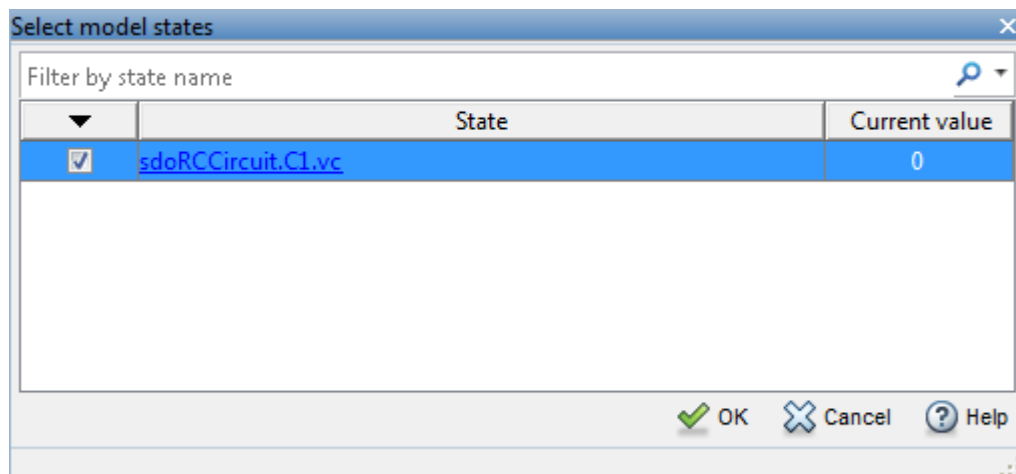 Select model states
Filter by state name
State Current value
sdoRCCircuit.C1.vc 0
OK Cancel Help